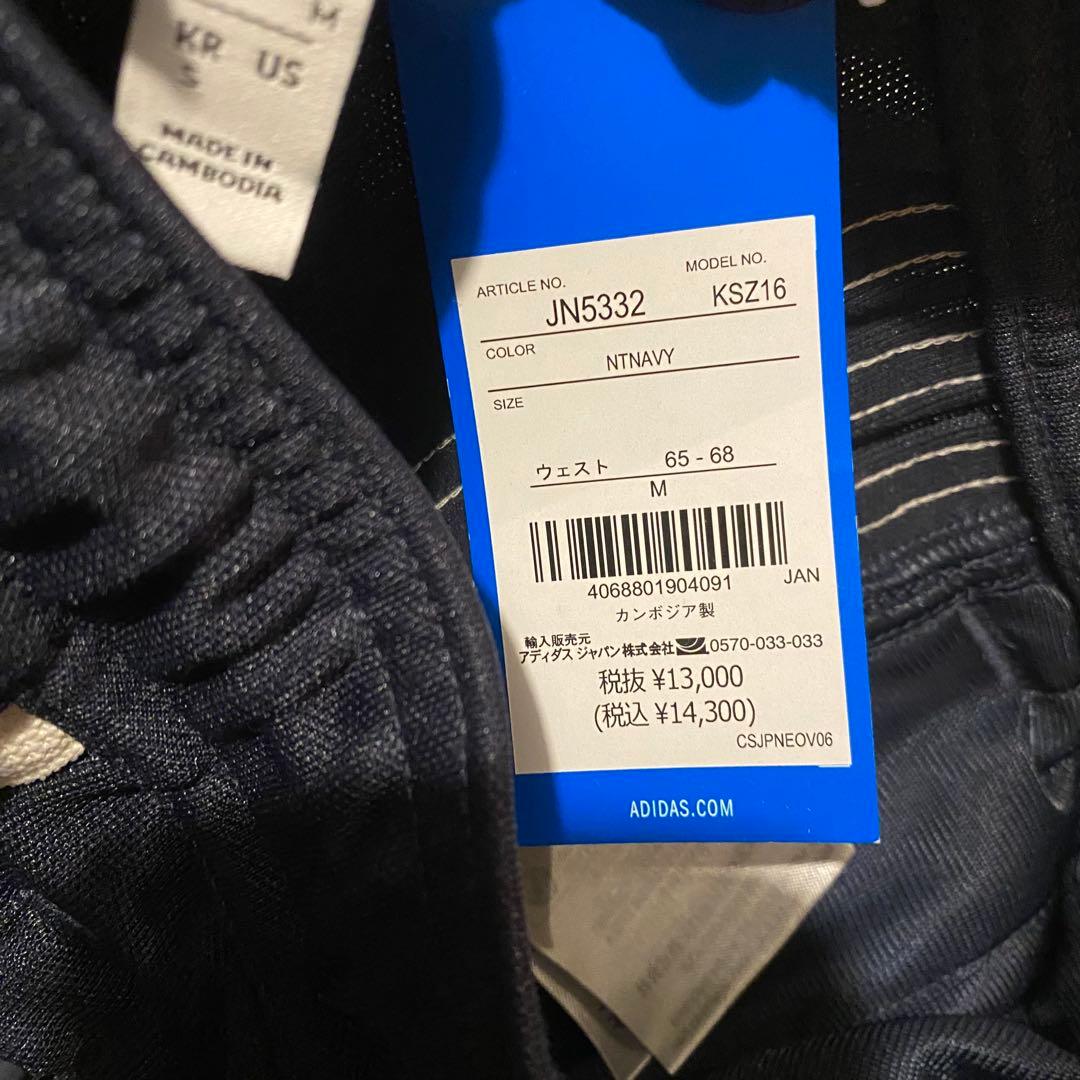 M
KR US
S
MADE IN
CAMBODIA
ARTICLE NO. MODEL NO.
JN5332 KSZ16
COLOR
NTNAVY
SIZE
ウェスト 65 - 68
M
4068801904091 JAN
カンボジア製
輸入販売元
アディダス ジャパン株式会社 0570-033-033
税抜 ¥13,000
(税込 ¥14,300)
CSJPNEOV06
ADIDAS.COM